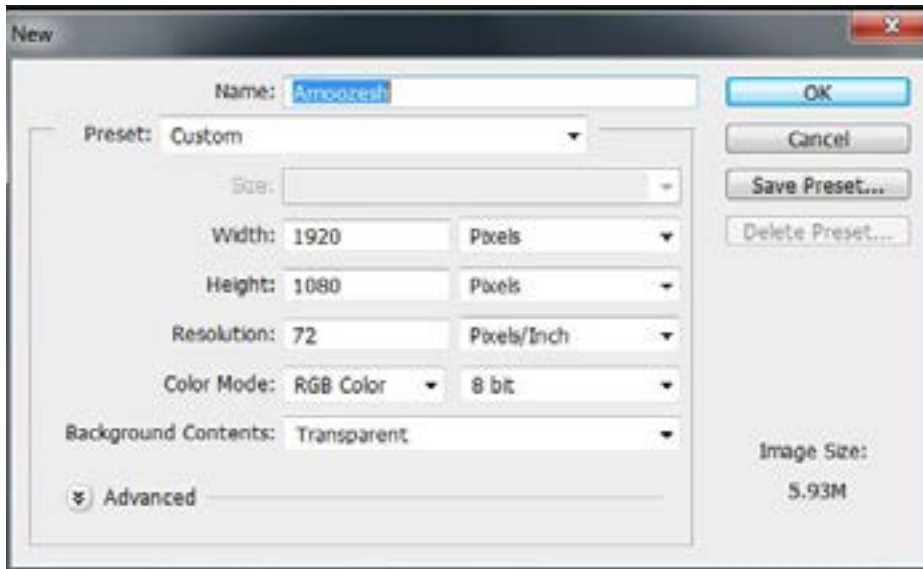 New
Name: Amoozesh
OK
Preset: Custom
Cancel
Size:
Save Preset...
Width: 1920 Pixels
Delete Preset...
Height: 1080 Pixels
Resolution: 72 Pixels/Inch
Color Mode: RGB Color 8 bit
Background Contents: Transparent
Image Size:
5.93M
Advanced